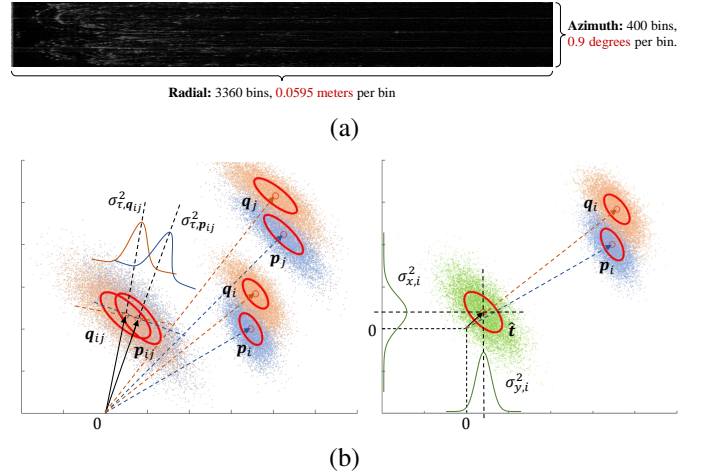 Azimuth: 400 bins,
0.9 degrees per bin.
Radial: 3360 bins, 0.0595 meters per bin
(a)
σ²τ,qij
σ²τ,pij
qj
pj
qi
pi
qij
pij
0
qi
pi
σ²x,i
0
t̂
σ²y,i
0
(b)